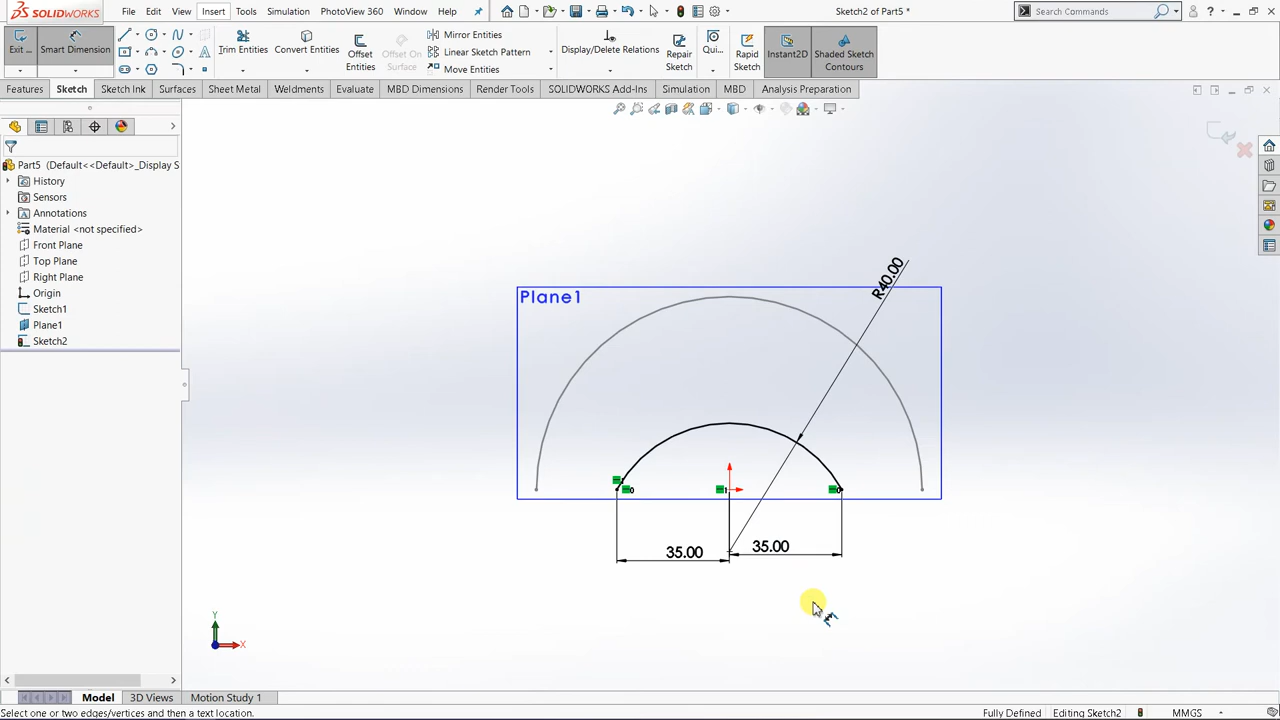 SOLIDWORKS
File
Edit
View
Insert
Tools
Simulation
PhotoView 360
Window
Help
Sketch2 of Part5 *
Search Commands
Exit ...
Smart Dimension
Trim Entities
Convert Entities
Offset Entities
Offset On Surface
Mirror Entities
Linear Sketch Pattern
Move Entities
Display/Delete Relations
Repair Sketch
Qui...
Rapid Sketch
Instant2D
Shaded Sketch Contours
Features
Sketch
Sketch Ink
Surfaces
Sheet Metal
Weldments
Evaluate
MBD Dimensions
Render Tools
SOLIDWORKS Add-Ins
Simulation
MBD
Analysis Preparation
Part5 (Default<<Default>_Display S
History
Sensors
Annotations
Material <not specified>
Front Plane
Top Plane
Right Plane
Origin
Sketch1
Plane1
Sketch2
Plane1
R40.00
35.00
35.00
Y
X
Model
3D Views
Motion Study 1
Select one or two edges/vertices and then a text location.
Fully Defined
Editing Sketch2
MMGS